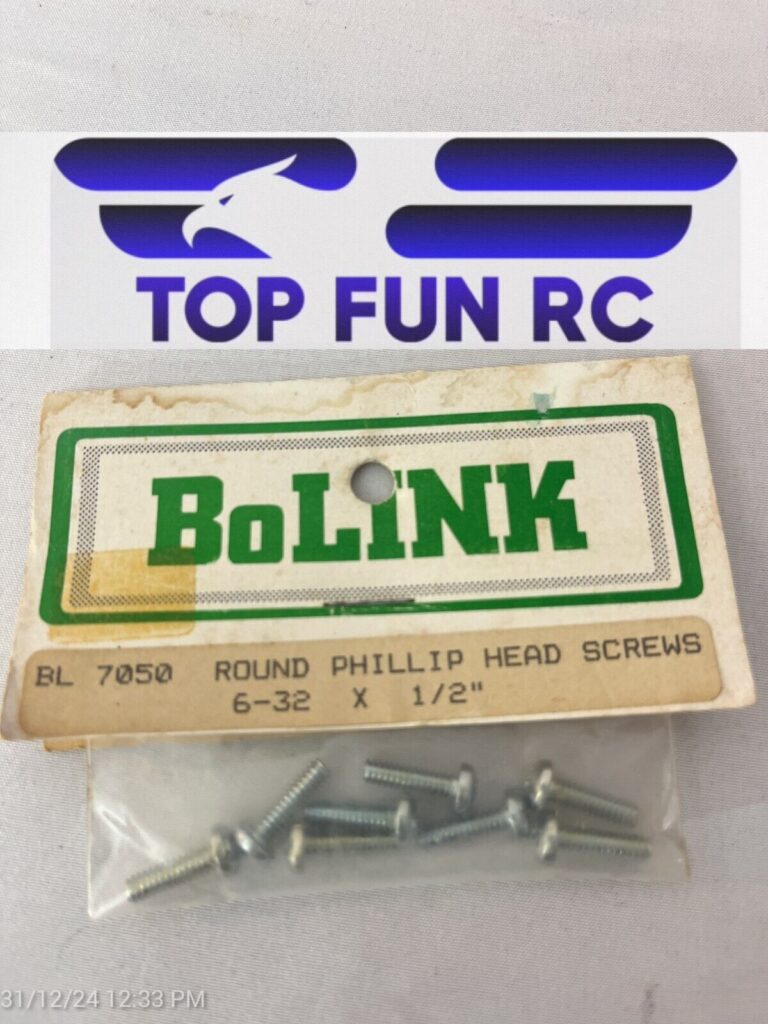 TOP FUN RC
BoLINK
BL 7050 ROUND PHILLIP HEAD SCREWS
6-32 X 1/2"
31/12/24 12:33 PM